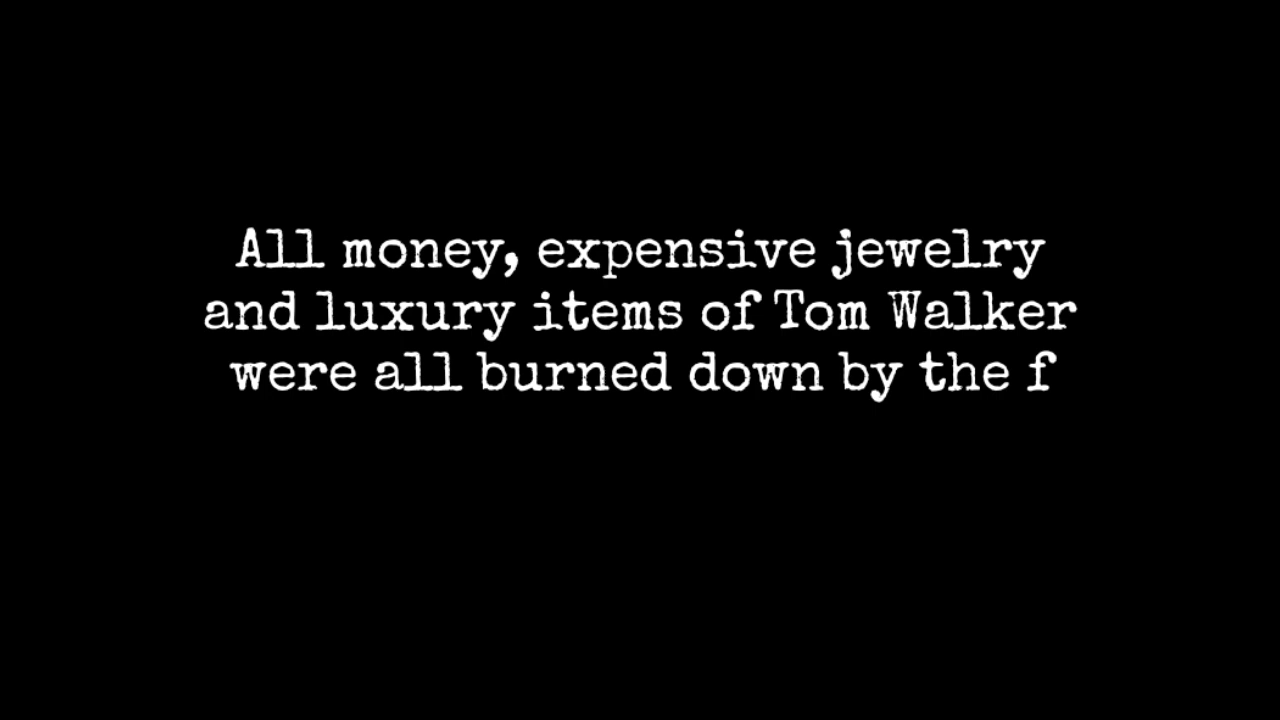 All money, expensive jewelry
and luxury items of Tom Walker
were all burned down by the f